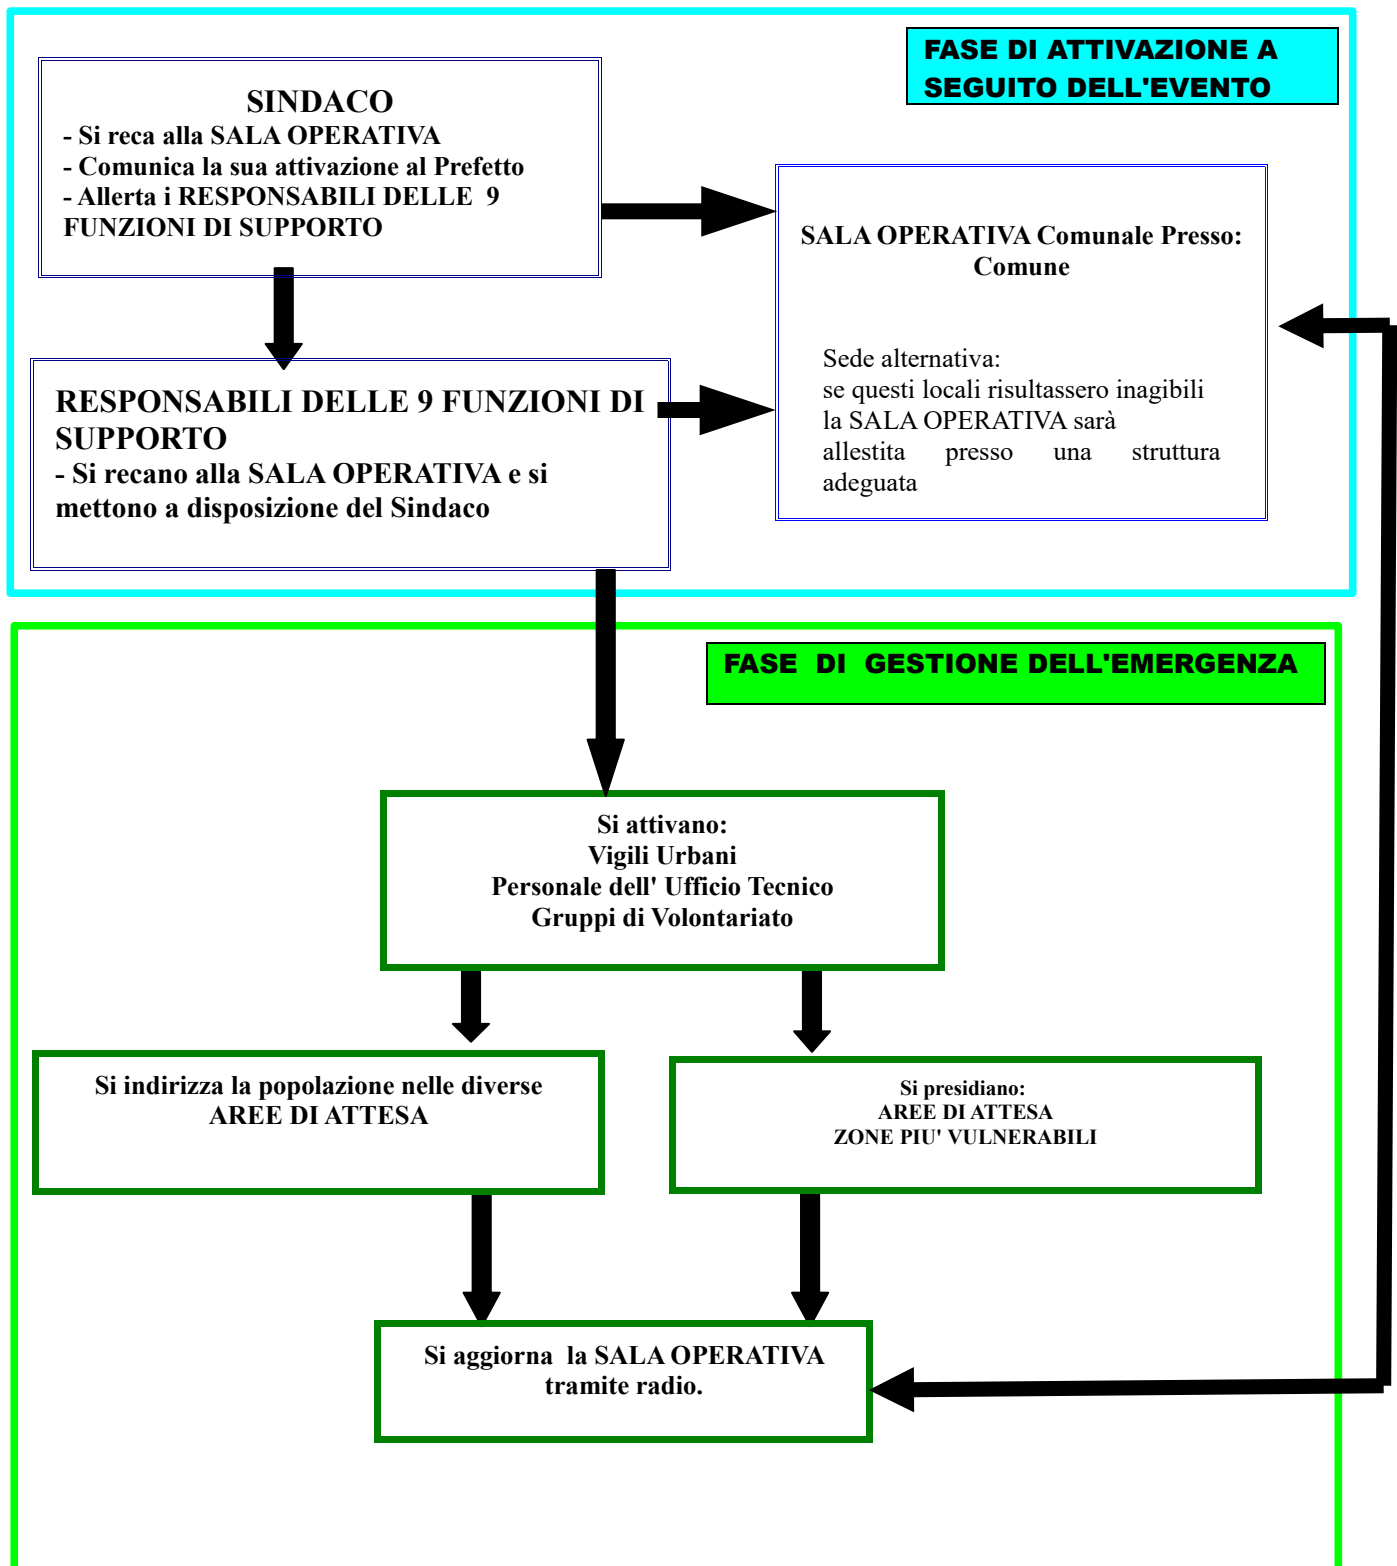 FASE DI ATTIVAZIONE A
SEGUITO DELL'EVENTO
SINDACO
- Si reca alla SALA OPERATIVA
- Comunica la sua attivazione al Prefetto
- Allerta i RESPONSABILI DELLE 9
FUNZIONI DI SUPPORTO
SALA OPERATIVA Comunale Presso:
Comune
Sede alternativa:
se questi locali risultassero inagibili
la SALA OPERATIVA sarà
allestita presso una struttura
adeguata
RESPONSABILI DELLE 9 FUNZIONI DI
SUPPORTO
- Si recano alla SALA OPERATIVA e si
mettono a disposizione del Sindaco
FASE DI GESTIONE DELL'EMERGENZA
Si attivano:
Vigili Urbani
Personale dell' Ufficio Tecnico
Gruppi di Volontariato
Si indirizza la popolazione nelle diverse
AREE DI ATTESA
Si presidiano:
AREE DI ATTESA
ZONE PIU' VULNERABILI
Si aggiorna la SALA OPERATIVA
tramite radio.